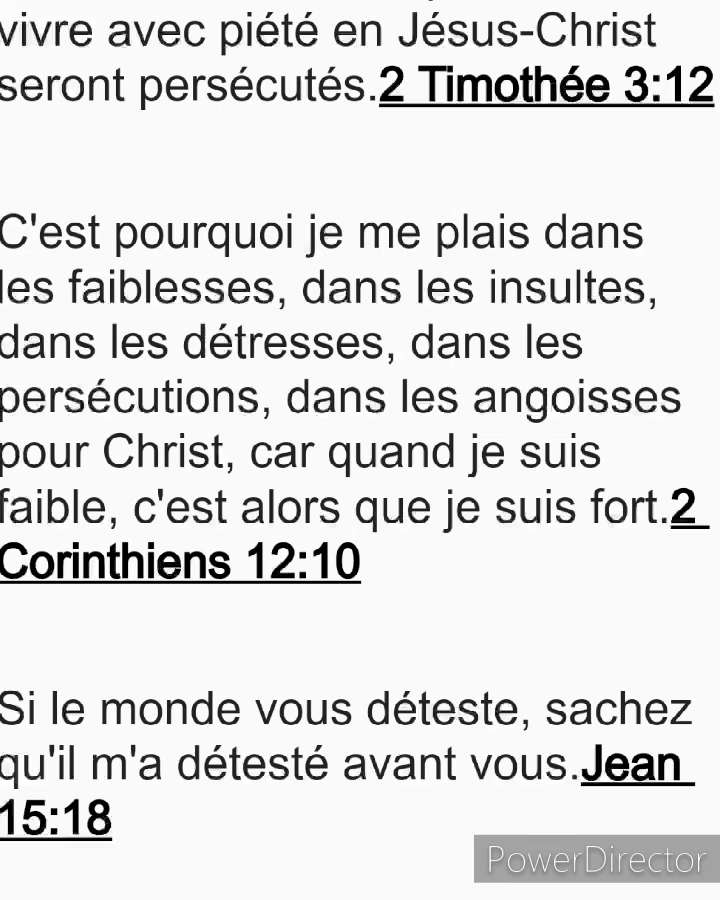 vivre avec piété en Jésus-Christ
seront persécutés.2 Timothée 3:12
C'est pourquoi je me plais dans
les faiblesses, dans les insultes,
dans les détresses, dans les
persécutions, dans les angoisses
pour Christ, car quand je suis
faible, c'est alors que je suis fort.2
Corinthiens 12:10
Si le monde vous déteste, sachez
qu'il m'a détesté avant vous.Jean
15:18
PowerDirector